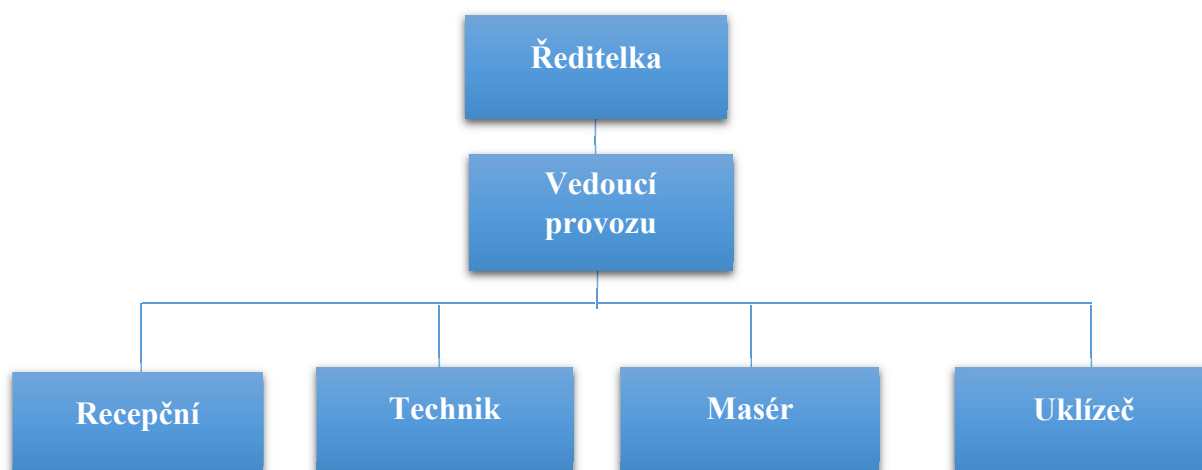 Ředitelka
Vedoucí
provozu
Recepční
Technik
Masér
Uklízeč